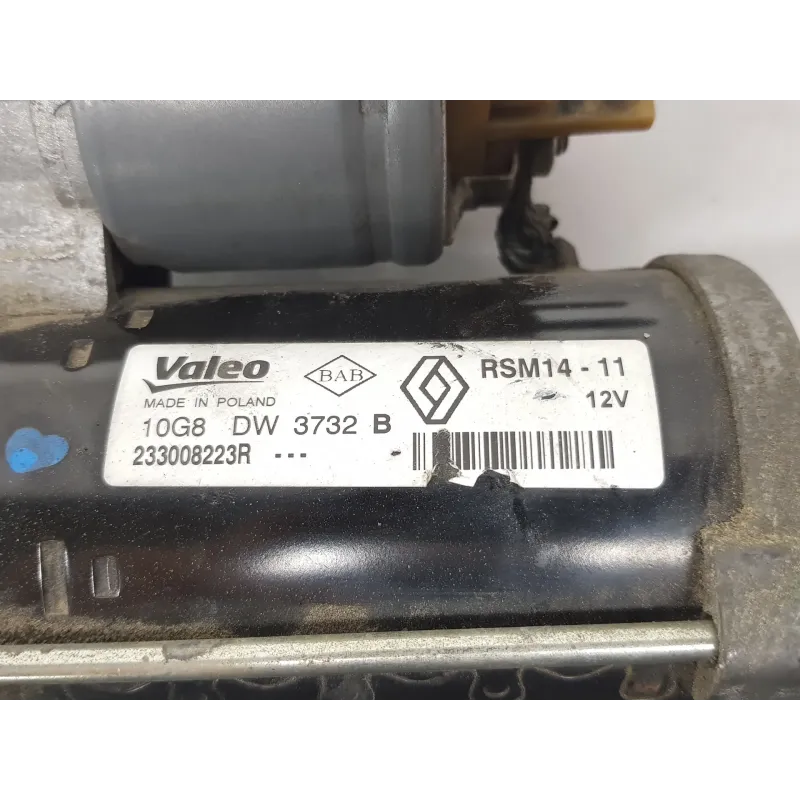 Valeo BAB RSM14 - 11
MADE IN POLAND 12V
10G8 DW 3732 B
233008223R ---